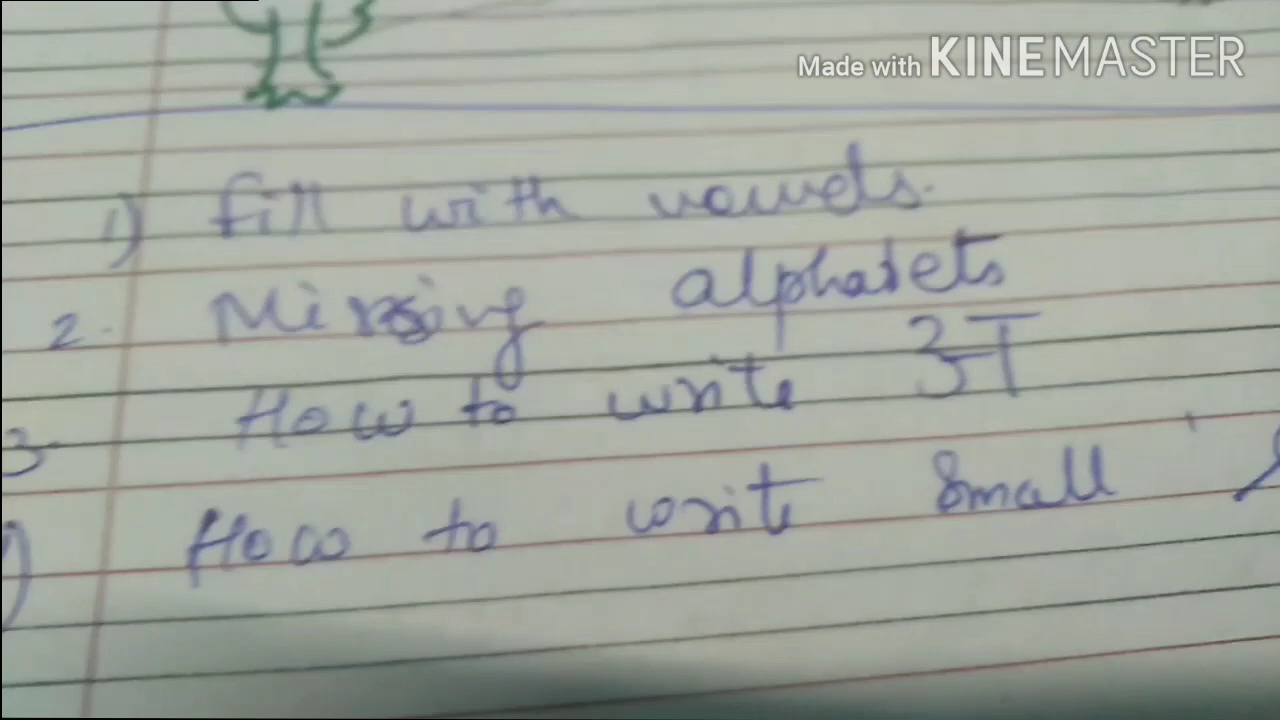 Made with KINEMASTER
1) Fill with vowels.
2. Missing alphabets
3 How to write अ
How to write small